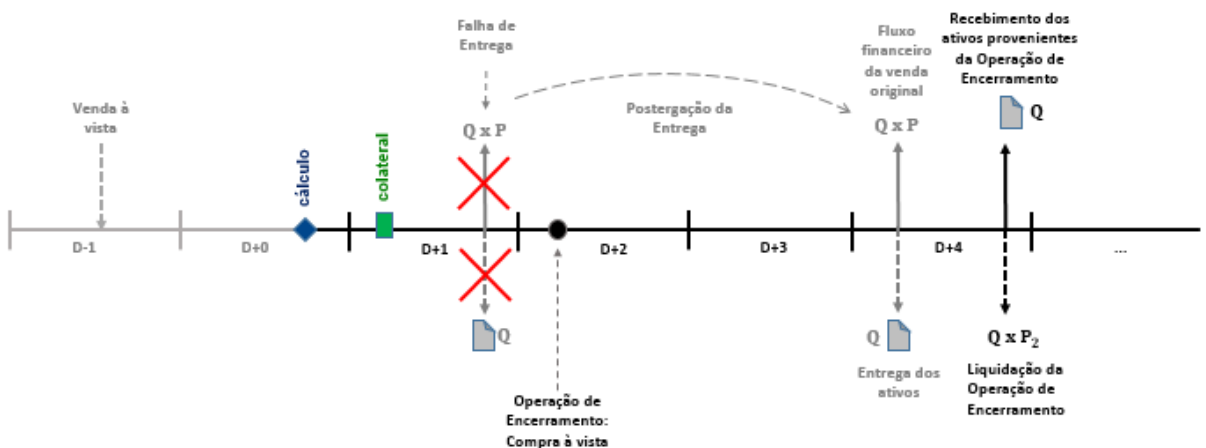 Falha de
Entrega
Fluxo
financeiro
da venda
original
Recebimento dos
ativos provenientes
da Operação de
Encerramento
Venda à
vista
cálculo
colateral
Q x P
Postergação da
Entrega
Q x P
Q
D-1
D+0
D+1
D+2
D+3
D+4
...
Q
Q
Q x P₂
Operação de
Encerramento:
Compra à vista
Entrega dos
ativos
Liquidação da
Operação de
Encerramento